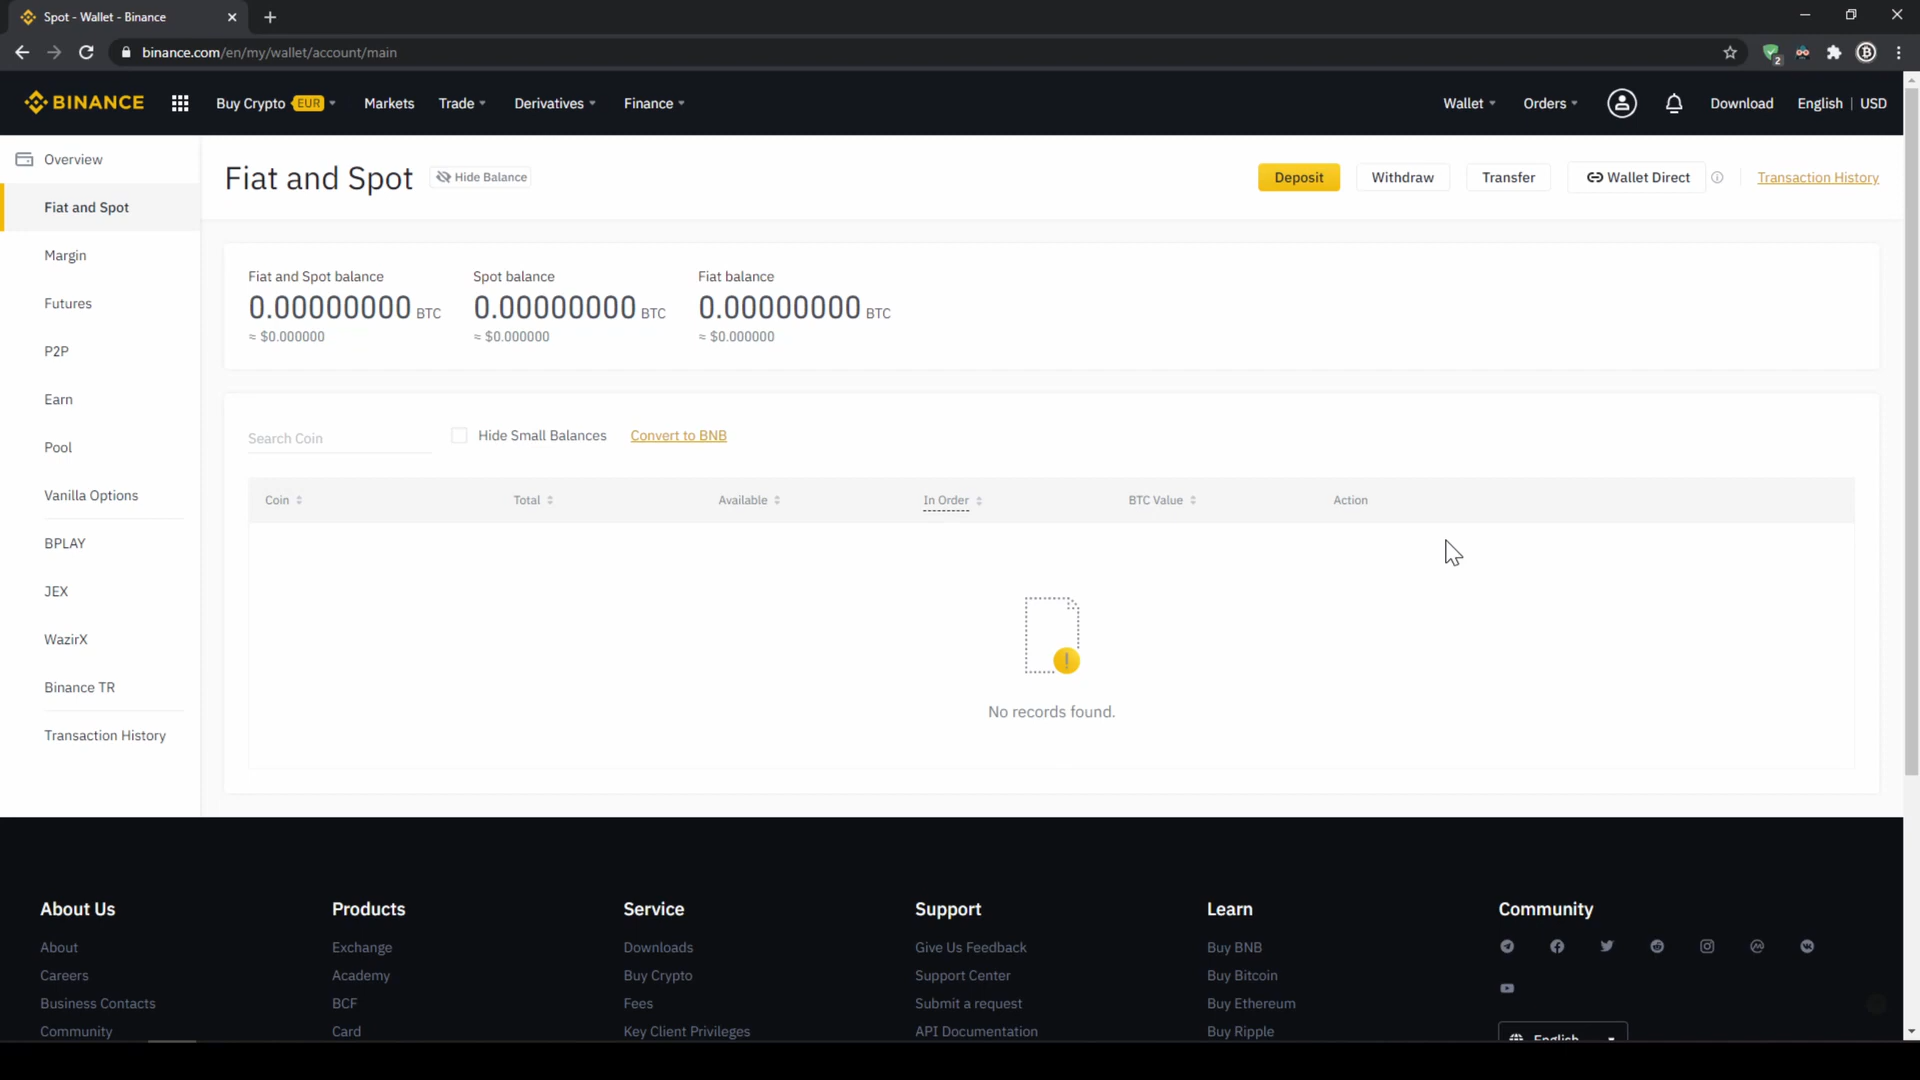 Spot - Wallet - Binance
binance.com/en/my/wallet/account/main
2
BINANCE
Buy Crypto EUR
Markets
Trade
Derivatives
Finance
Wallet
Orders
Download
English | USD
Overview
Fiat and Spot
Margin
Futures
P2P
Earn
Pool
Vanilla Options
BPLAY
JEX
WazirX
Binance TR
Transaction History
Fiat and Spot
Hide Balance
Deposit
Withdraw
Transfer
Wallet Direct
Transaction History
Fiat and Spot balance
0.00000000 BTC
≈ $0.000000
Spot balance
0.00000000 BTC
≈ $0.000000
Fiat balance
0.00000000 BTC
≈ $0.000000
Search Coin
Hide Small Balances
Convert to BNB
Coin
Total
Available
In Order
BTC Value
Action
No records found.
About Us
About
Careers
Business Contacts
Community
Products
Exchange
Academy
BCF
Card
Service
Downloads
Buy Crypto
Fees
Key Client Privileges
Support
Give Us Feedback
Support Center
Submit a request
API Documentation
Learn
Buy BNB
Buy Bitcoin
Buy Ethereum
Buy Ripple
Community
English